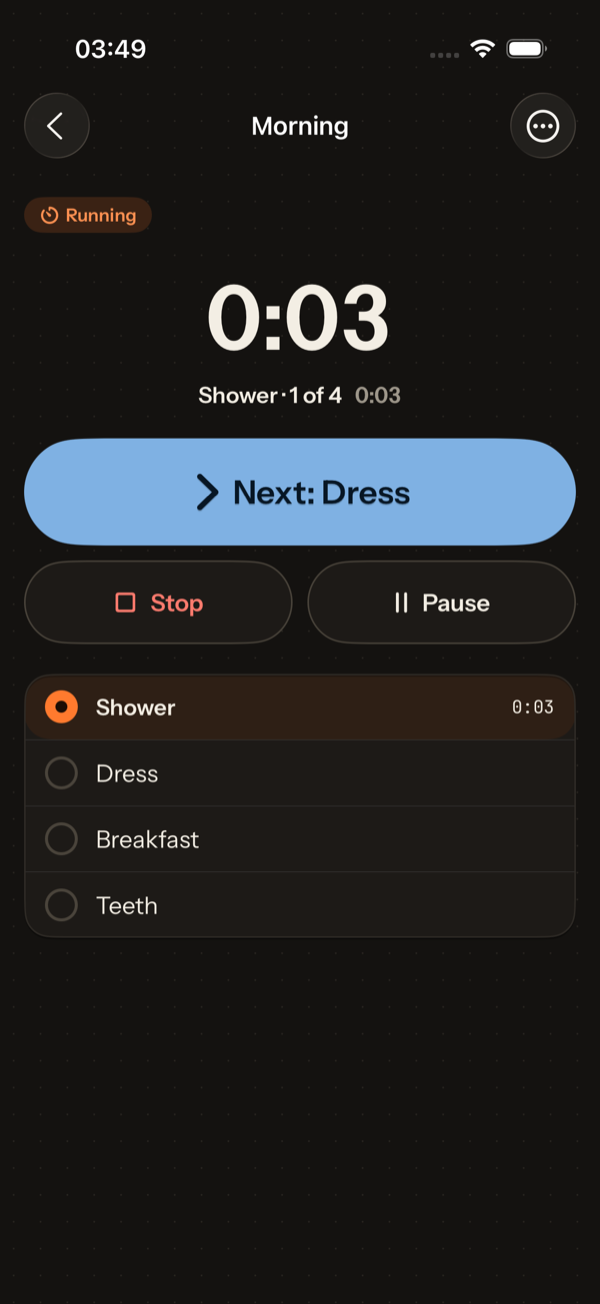 03:49
Morning
Running
0:03
Shower · 1 of 4 0:03
Next: Dress
Stop
Pause
Shower 0:03
Dress
Breakfast
Teeth